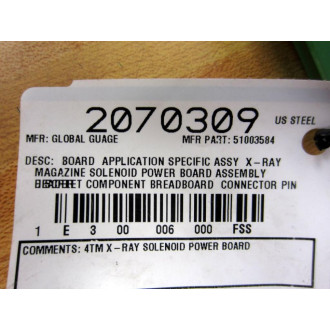 2070309 US STEEL
MFR: GLOBAL GUAGE MFR PART: 51003584
DESC: BOARD APPLICATION SPECIFIC ASSY X-RAY
MAGAZINE SOLENOID POWER BOARD ASSEMBLY
COMPONENT BREADBOARD CONNECTOR PIN
1 E 3 00 006 000 FSS
COMMENTS: 4TM X-RAY SOLENOID POWER BOARD